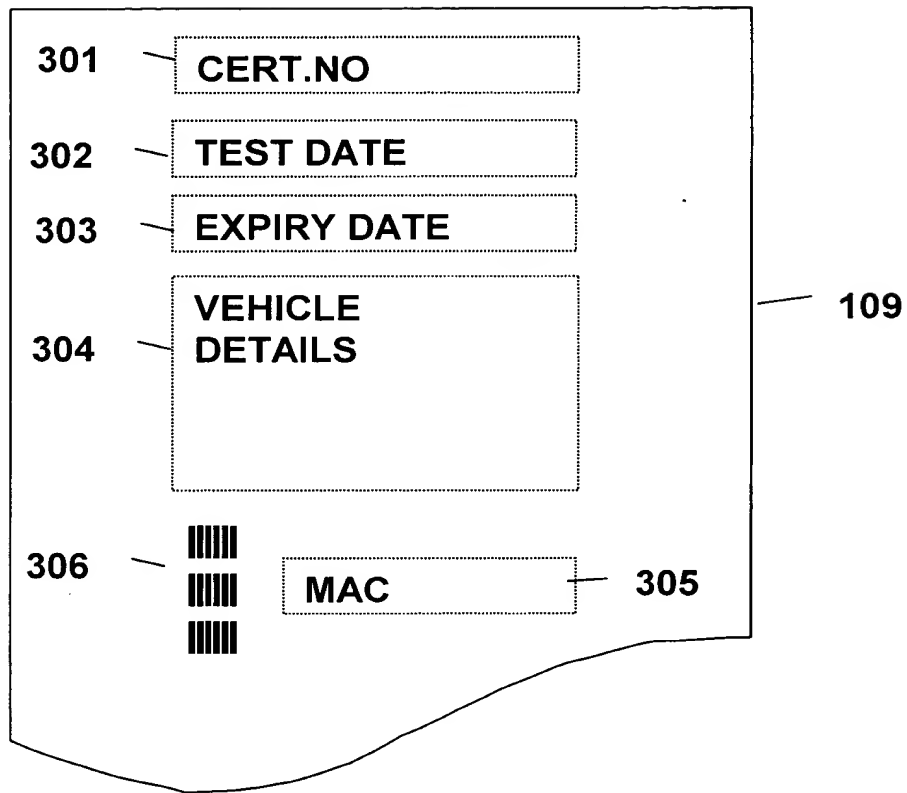 301 CERT.NO
302 TEST DATE
303 EXPIRY DATE
VEHICLE
109
304 DETAILS
306 MAC 305